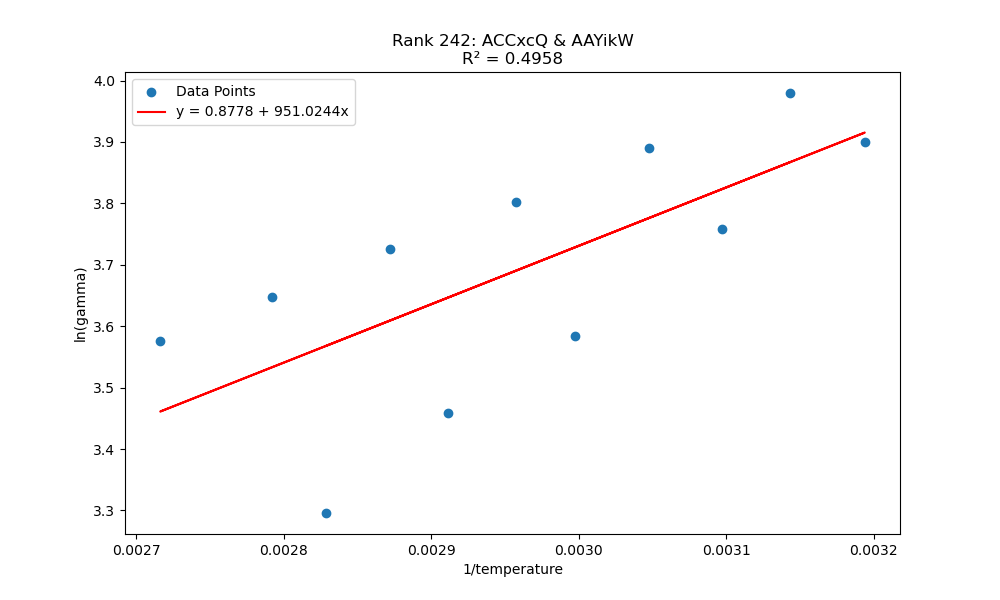 Rank 242: ACCxcQ & AAYikW
R² = 0.4958
Data Points
y = 0.8778 + 951.0244x
4.0
3.9
3.8
3.7
3.6
3.5
3.4
3.3
ln(gamma)
0.0027 0.0028 0.0029 0.0030 0.0031 0.0032
1/temperature